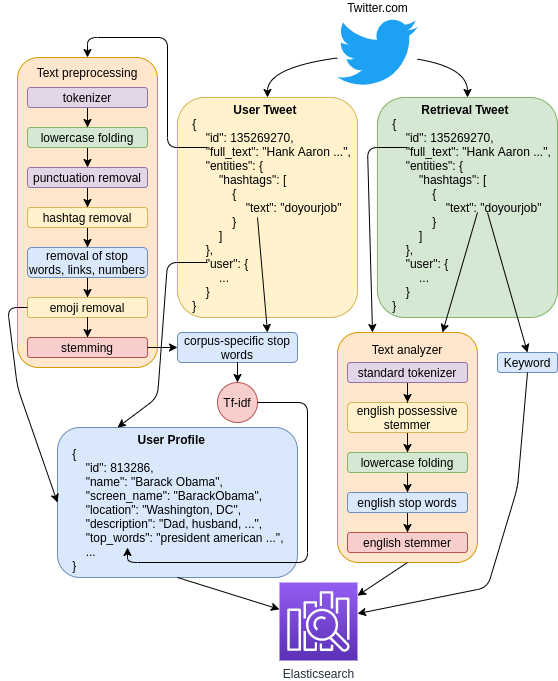 Twitter.com
Text preprocessing
tokenizer
lowercase folding
punctuation removal
hashtag removal
removal of stop
words, links, numbers
emoji removal
stemming
User Tweet
{
"id": 135269270,
"full_text": "Hank Aaron ...",
"entities": {
"hashtags": [
{
"text": "doyourjob"
}
]
},
"user": {
...
}
}
Retrieval Tweet
{
"id": 135269270,
"full_text": "Hank Aaron ...",
"entities": {
"hashtags": [
{
"text": "doyourjob"
}
]
},
"user": {
...
}
}
corpus-specific stop
words
Tf-idf
Text analyzer
standard tokenizer
english possessive
stemmer
lowercase folding
english stop words
english stemmer
Keyword
User Profile
{
"id": 813286,
"name": "Barack Obama",
"screen_name": "BarackObama",
"location": "Washington, DC",
"description": "Dad, husband, ...",
"top_words": "president american ...",
...
}
Elasticsearch